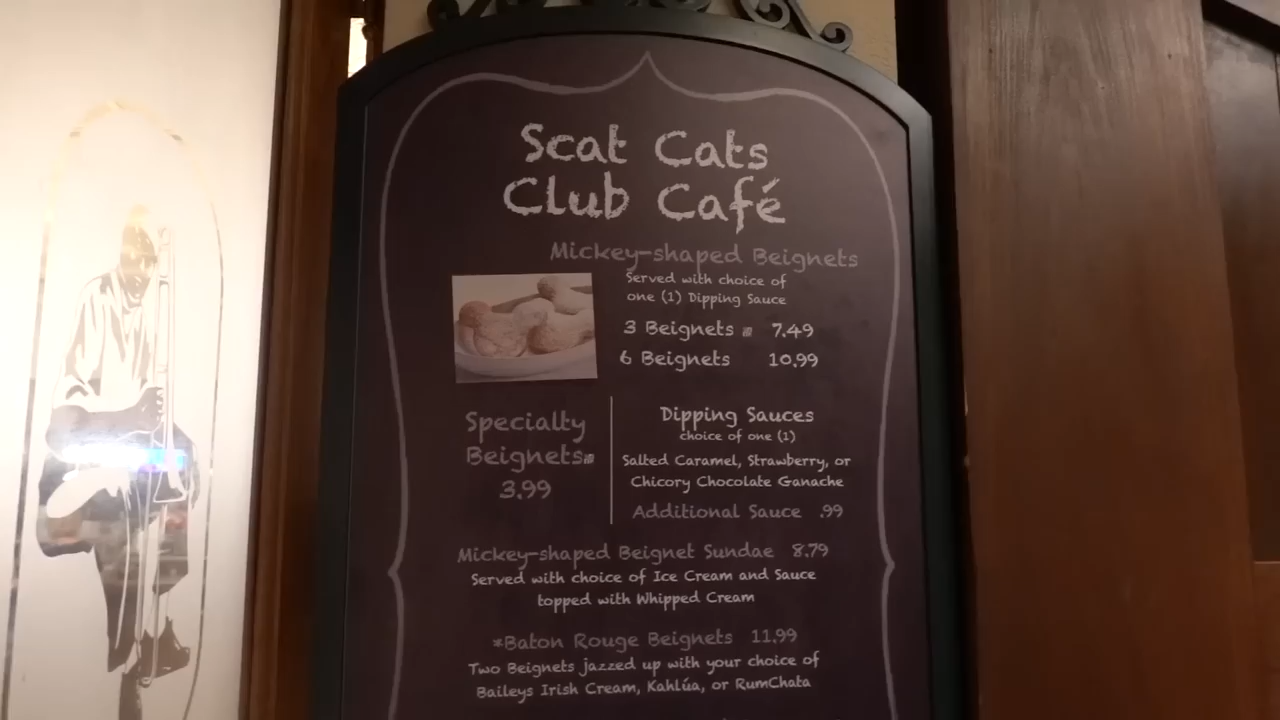 Scat Cats
Club Café
Mickey-shaped Beignets
Served with choice of
one (1) Dipping Sauce
3 Beignets 7.49
6 Beignets 10.99
Specialty
Beignets
3.99
Dipping Sauces
choice of one (1)
Salted Caramel, Strawberry, or
Chicory Chocolate Ganache
Additional Sauce .99
Mickey-shaped Beignet Sundae 8.79
Served with choice of Ice Cream and Sauce
topped with Whipped Cream
*Baton Rouge Beignets 11.99
Two Beignets jazzed up with your choice of
Baileys Irish Cream, Kahlúa, or RumChata